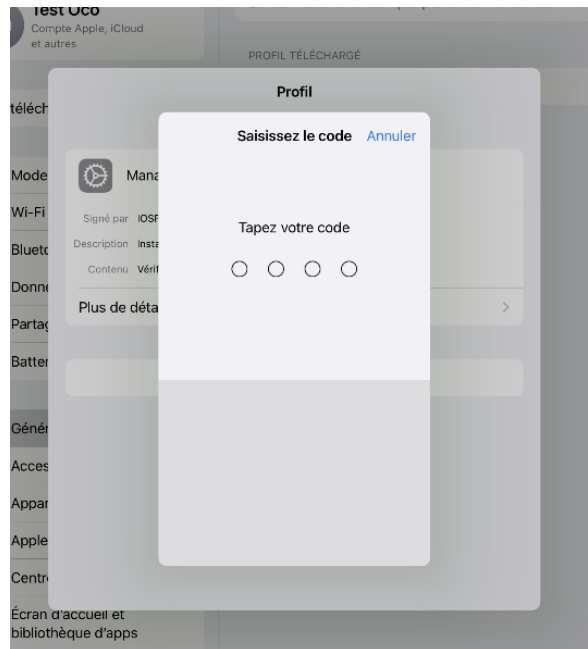 Test Oco
Compte Apple, iCloud
et autres
PROFIL TÉLÉCHARGÉ
Profil
téléch
Saisissez le code Annuler
Mode
Mana
Wi-Fi
Signé par IOSF
Tapez votre code
Blueto
Description Insta
Contenu Vérif
Donne
Plus de déta
Partag
Batter
Génér
Acces
Appar
Apple
Centr
Écran d'accueil et
bibliothèque d'apps